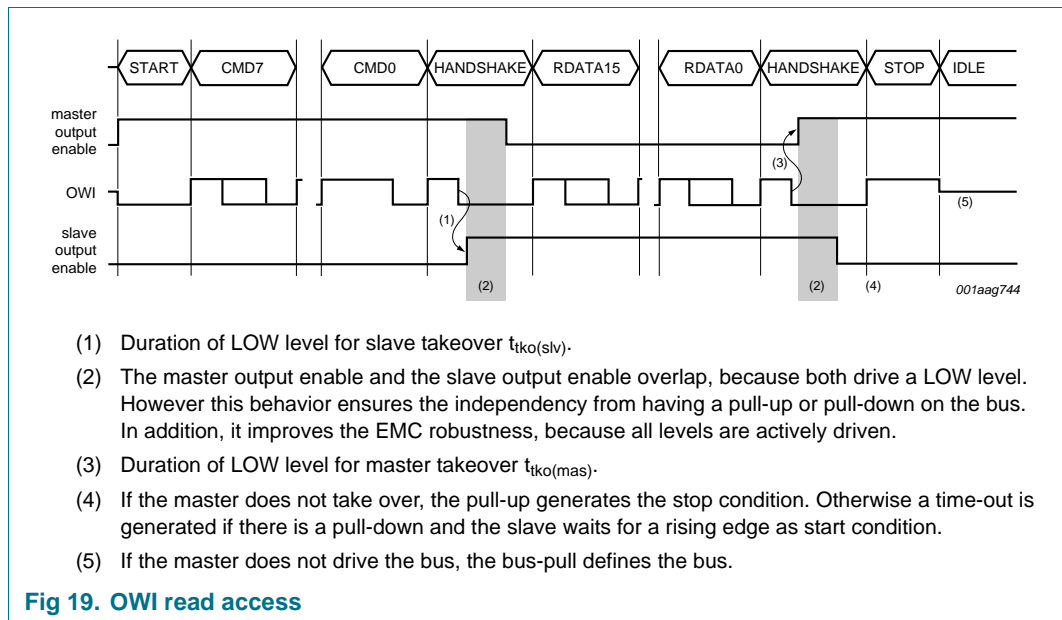 START CMD7 CMD0 HANDSHAKE RDATA15 RDATA0 HANDSHAKE STOP IDLE
master
output
enable
(3)
OWI
(5)
(1)
slave
output
enable
(2) (2) (4)
001aag744
(1) Duration of LOW level for slave takeover ttko(slv).
(2) The master output enable and the slave output enable overlap, because both drive a LOW level.
However this behavior ensures the independency from having a pull-up or pull-down on the bus.
In addition, it improves the EMC robustness, because all levels are actively driven.
(3) Duration of LOW level for master takeover ttko(mas).
(4) If the master does not take over, the pull-up generates the stop condition. Otherwise a time-out is
generated if there is a pull-down and the slave waits for a rising edge as start condition.
(5) If the master does not drive the bus, the bus-pull defines the bus.
Fig 19. OWI read access